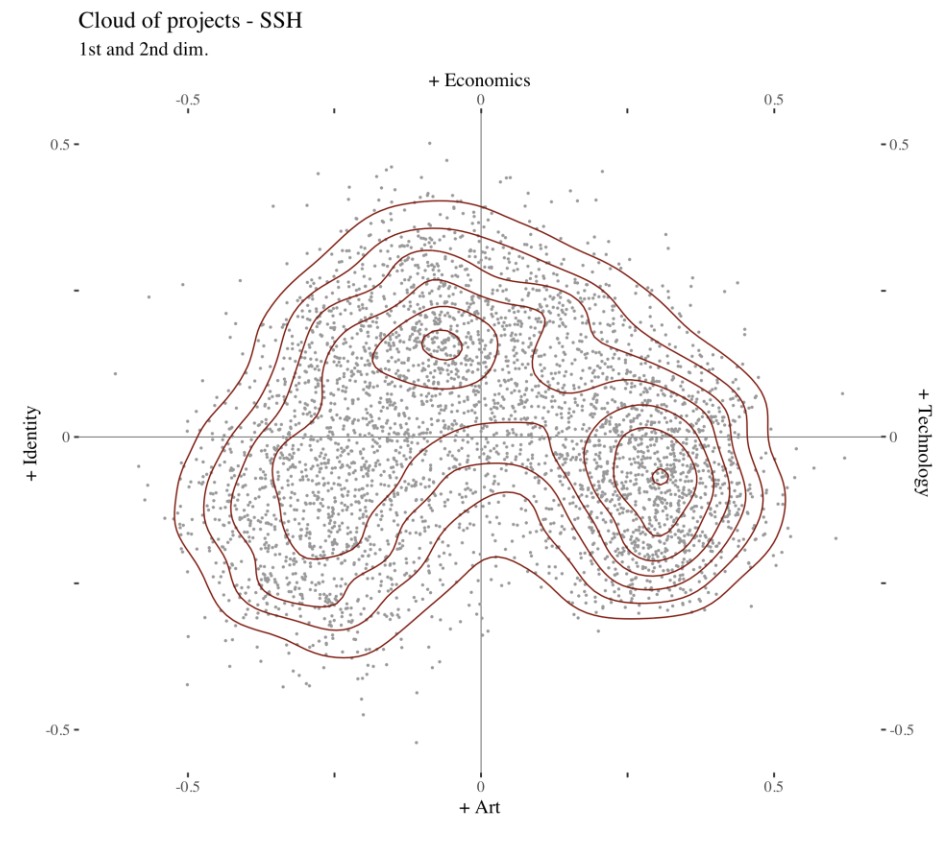 Cloud of projects - SSH
1st and 2nd dim.
+ Economics
-0.5 0 0.5
0.5 0.5
+ Identity
0 0
+ Technology
-0.5 -0.5
-0.5 0 0.5
+ Art